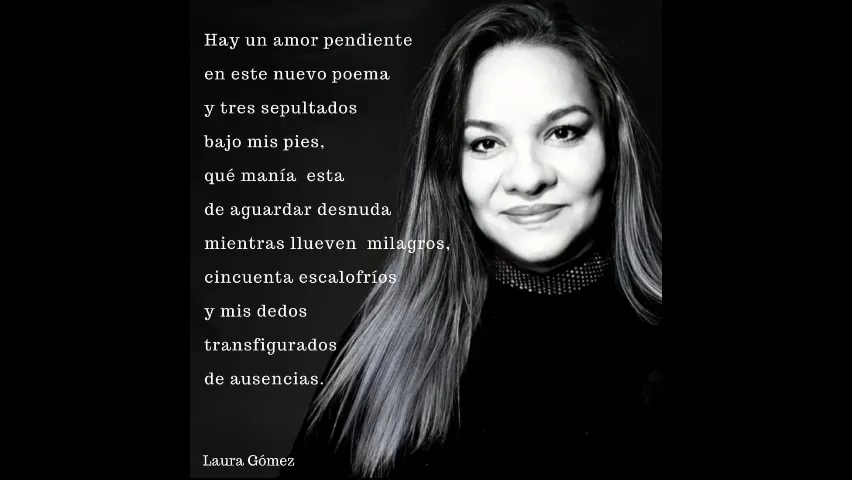 Hay un amor pendiente
en este nuevo poema
y tres sepultados
bajo mis pies,
qué manía esta
de aguardar desnuda
mientras llueven milagros,
cincuenta escalofríos
y mis dedos
transfigurados
de ausencias.
Laura Gómez